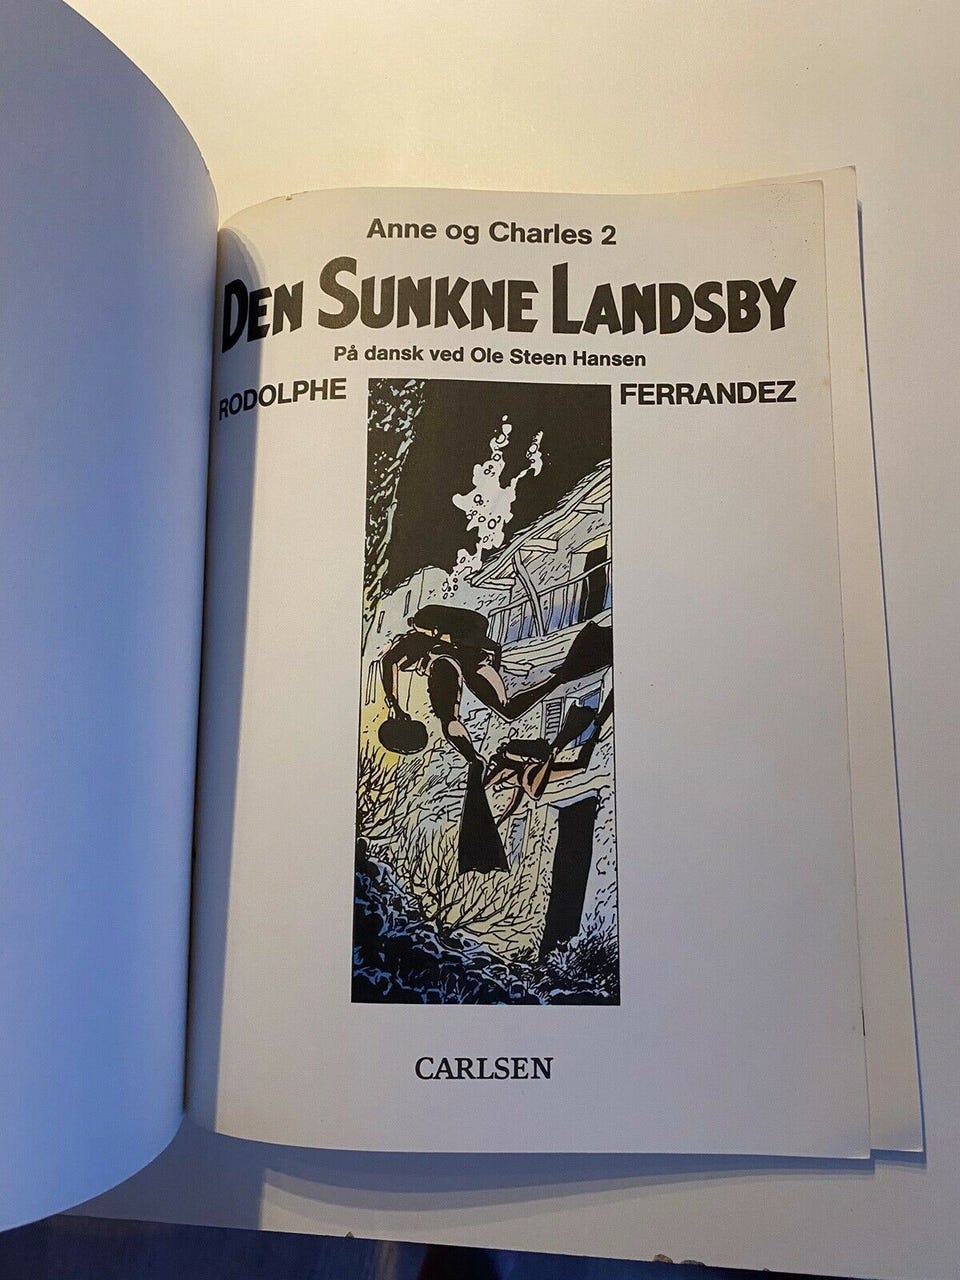 Anne og Charles 2
DEN SUNKNE LANDSBY
På dansk ved Ole Steen Hansen
RODOLPHE FERRANDEZ
CARLSEN